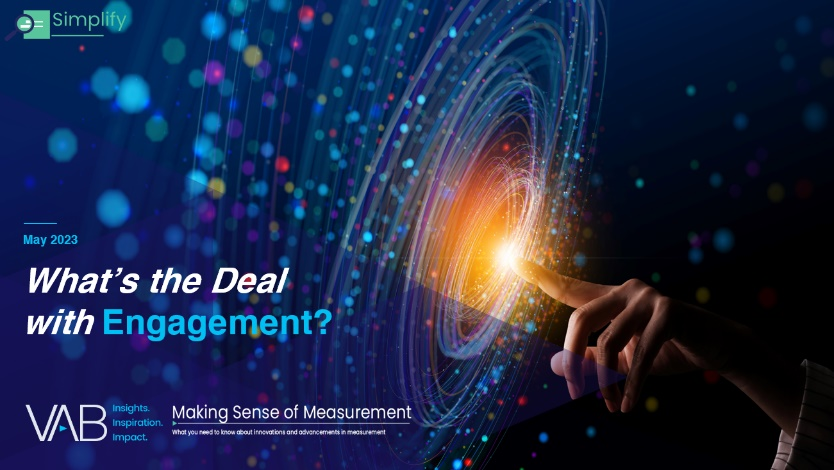 Simplify
May 2023
What's the Deal
with Engagement?
VAB
Insights.
Inspiration.
Impact.
Making Sense of Measurement
What you need to know about innovations and advancements in measurement